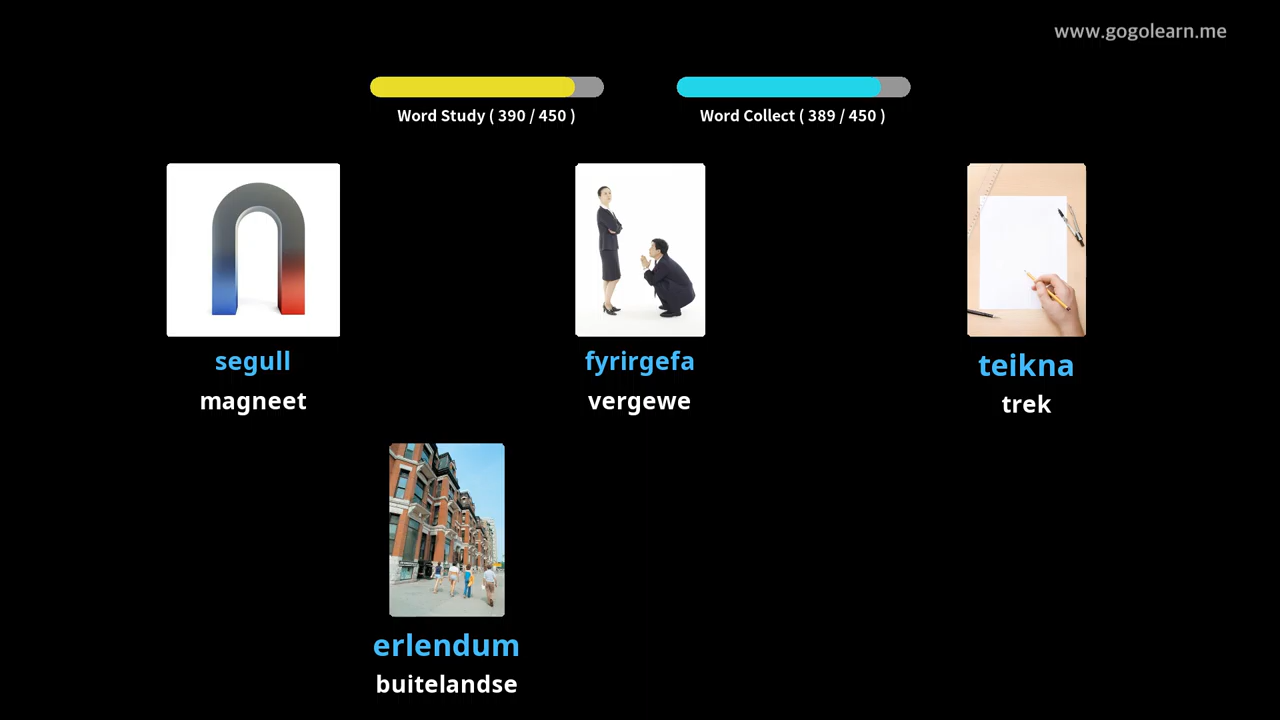 www.gogolearn.me
Word Study ( 390 / 450 )
Word Collect ( 389 / 450 )
segull
magneet
fyrirgefa
vergewe
teikna
trek
erlendum
buitelandse